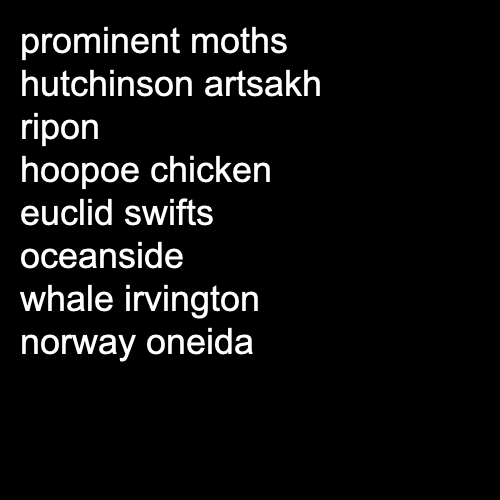 prominent moths
hutchinson artsakh
ripon
hoopoe chicken
euclid swifts
oceanside
whale irvington
norway oneida